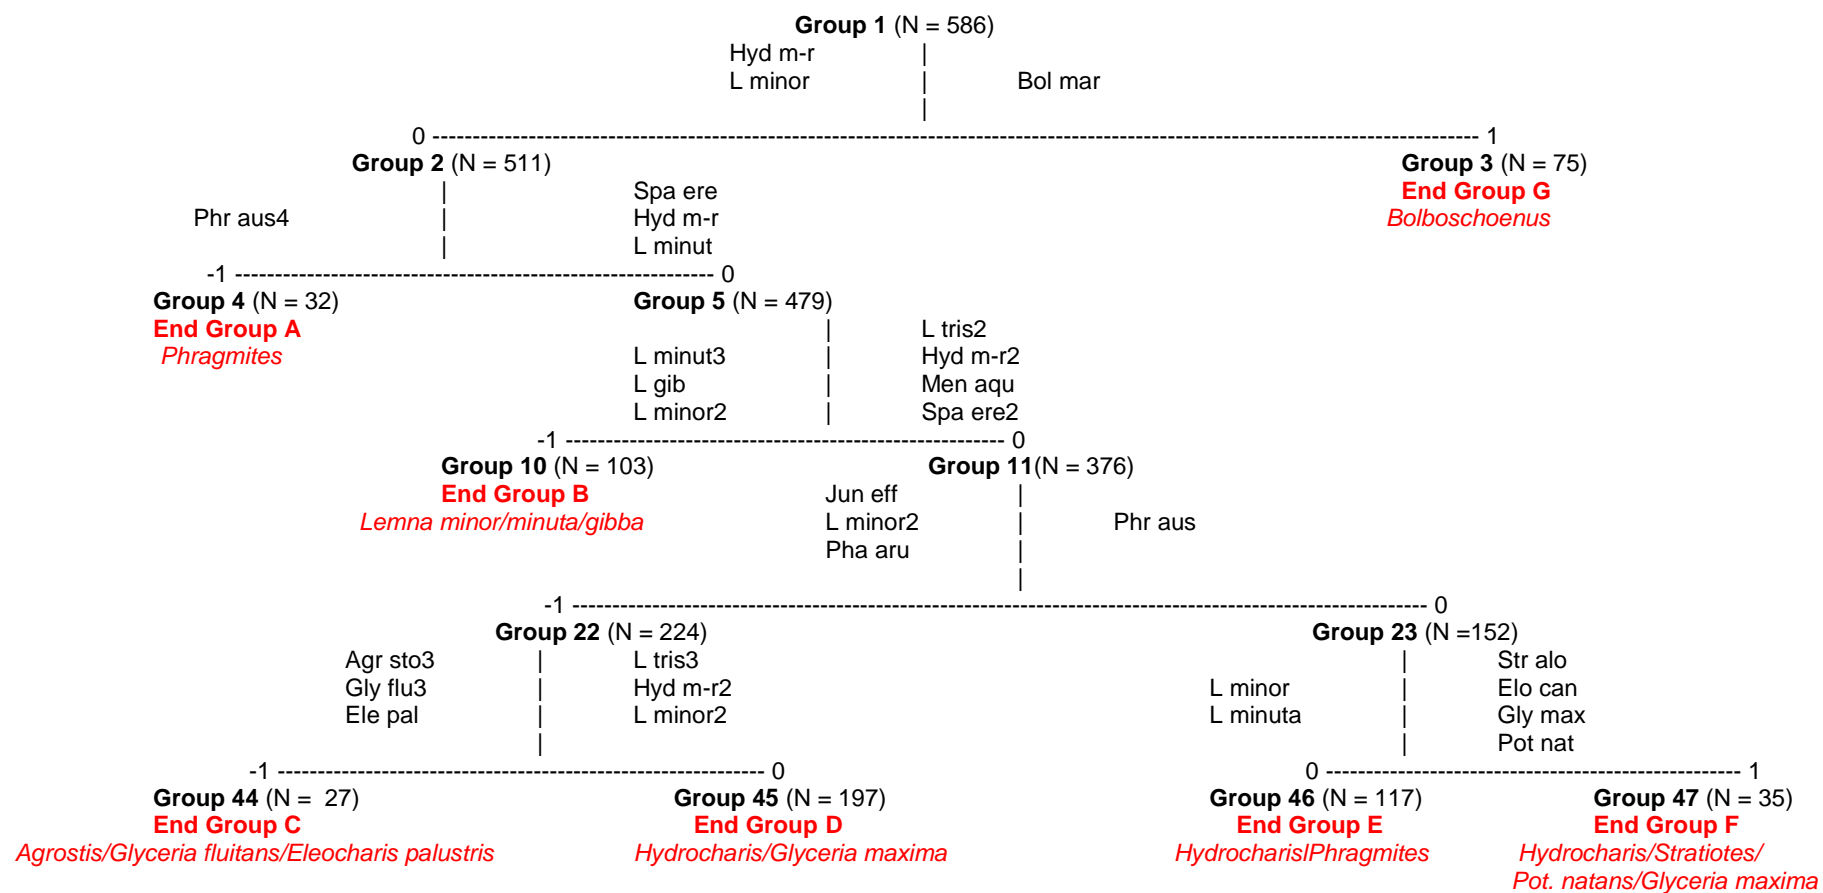 Group 1 (N = 586)
Hyd m-r |
L minor | Bol mar
|
0 ---------------------------------------------------------------------------------------------------------------------------------- 1
Group 2 (N = 511) Group 3 (N = 75)
| Spa ere End Group G
Phr aus4 | Hyd m-r Bolboschoenus
| L minut
-1 ------------------------------------------------------------ 0
Group 4 (N = 32) Group 5 (N = 479)
End Group A | L tris2
Phragmites L minut3 | Hyd m-r2
L gib | Men aqu
L minor2 | Spa ere2
-1 ------------------------------------------------------- 0
Group 10 (N = 103) Group 11(N = 376)
End Group B Jun eff |
Lemna minor/minuta/gibba L minor2 | Phr aus
Pha aru |
|
-1 ---------------------------------------------------------------------------------------------------------- 0
Group 22 (N = 224) Group 23 (N =152)
Agr sto3 | L tris3 | Str alo
Gly flu3 | Hyd m-r2 L minor | Elo can
Ele pal | L minor2 L minuta | Gly max
| | Pot nat
-1 ------------------------------------------------------------- 0 0 ---------------------------------------------------- 1
Group 44 (N = 27) Group 45 (N = 197) Group 46 (N = 117) Group 47 (N = 35)
End Group C End Group D End Group E End Group F
Agrostis/Glyceria fluitans/Eleocharis palustris Hydrocharis/Glyceria maxima HydrocharislPhragmites Hydrocharis/Stratiotes/
Pot. natans/Glyceria maxima